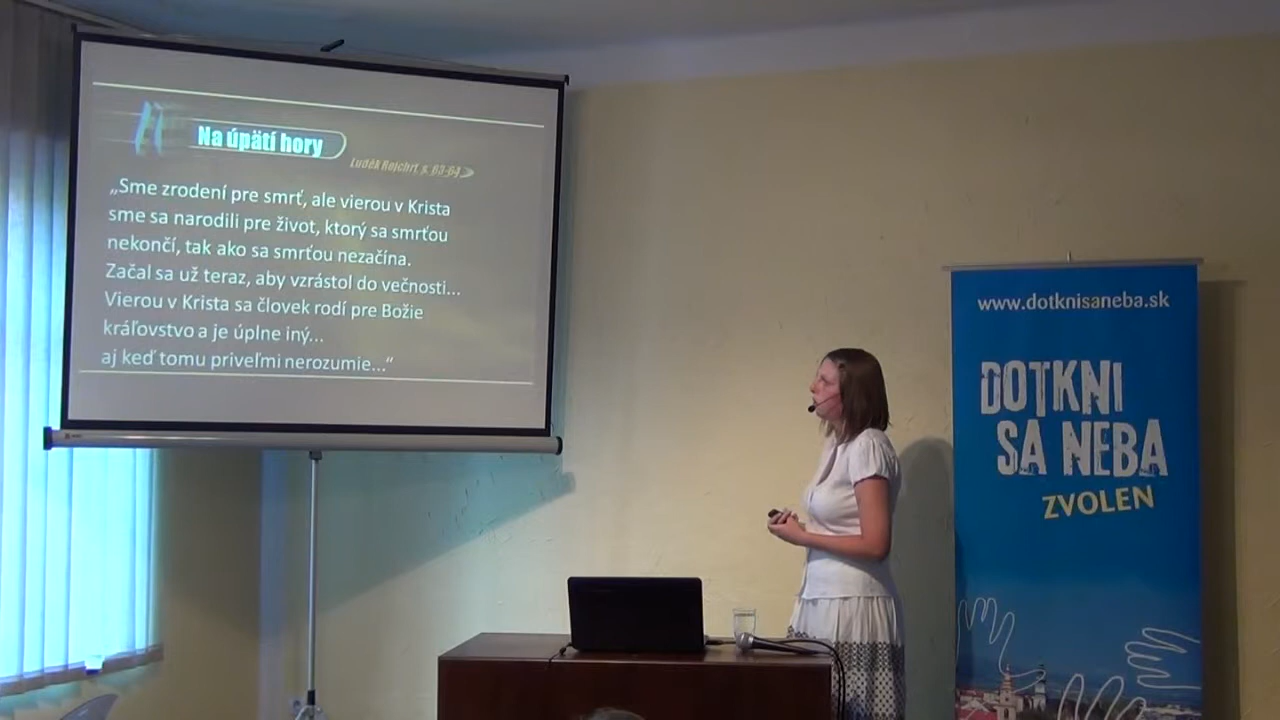 Na úpätí hory
Luděk Rejchrt, s. 63-64
„Sme zrodení pre smrť, ale vierou v Krista
sme sa narodili pre život, ktorý sa smrťou
nekončí, tak ako sa smrťou nezačína.
Začal sa už teraz, aby vzrástol do večnosti...
Vierou v Krista sa človek rodí pre Božie
kráľovstvo a je úplne iný...
aj keď tomu priveľmi nerozumie...“
www.dotknisaneba.sk
DOTKNI
SA NEBA
ZVOLEN